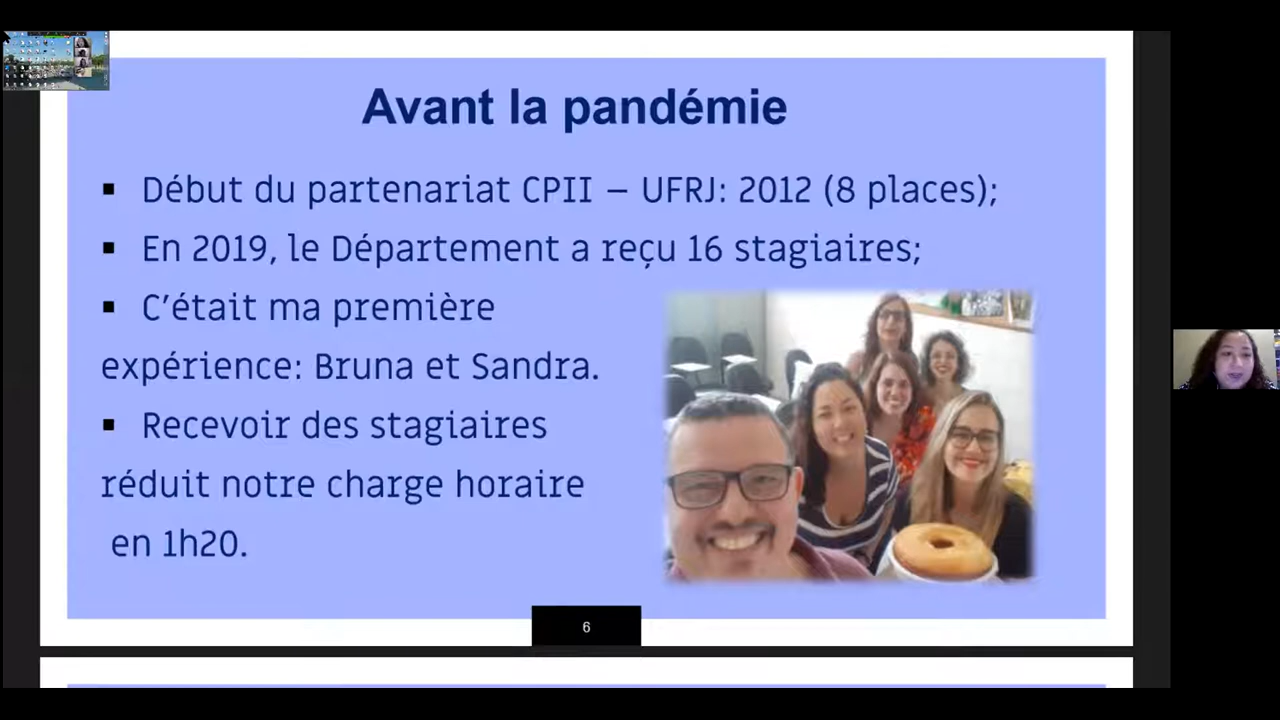 Avant la pandémie
▪ Début du partenariat CPII – UFRJ: 2012 (8 places);
▪ En 2019, le Département a reçu 16 stagiaires;
▪ C’était ma première
expérience: Bruna et Sandra.
▪ Recevoir des stagiaires
réduit notre charge horaire
en 1h20.
6